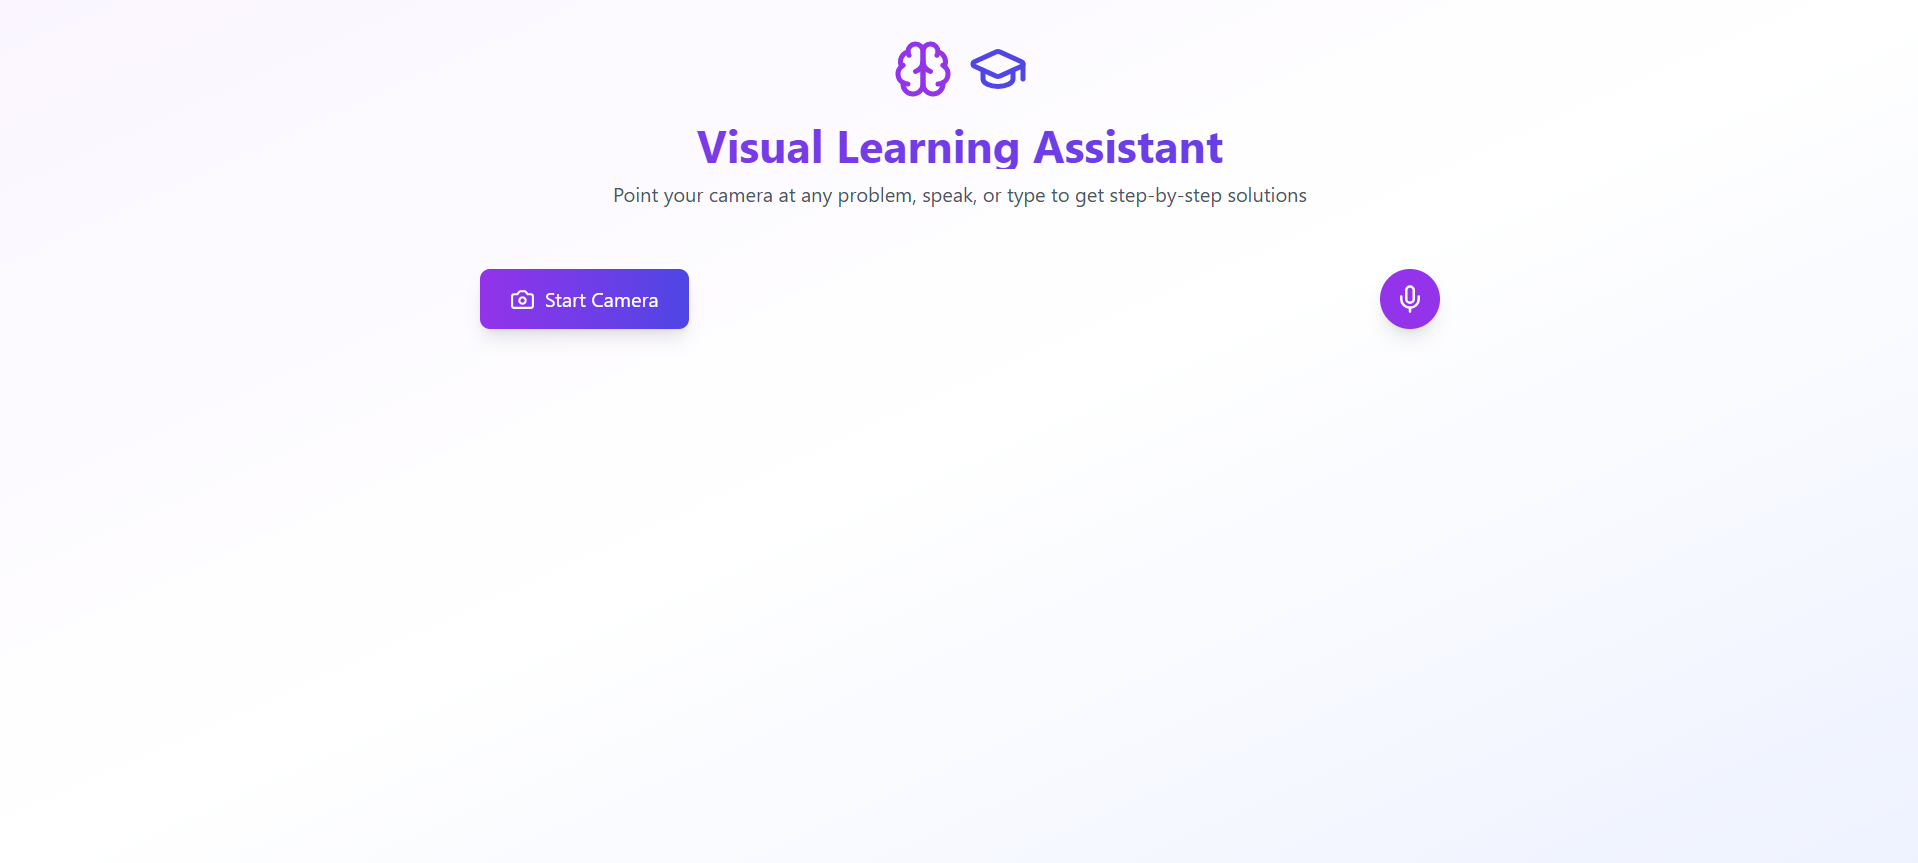 Visual Learning Assistant
Point your camera at any problem, speak, or type to get step-by-step solutions
Start Camera